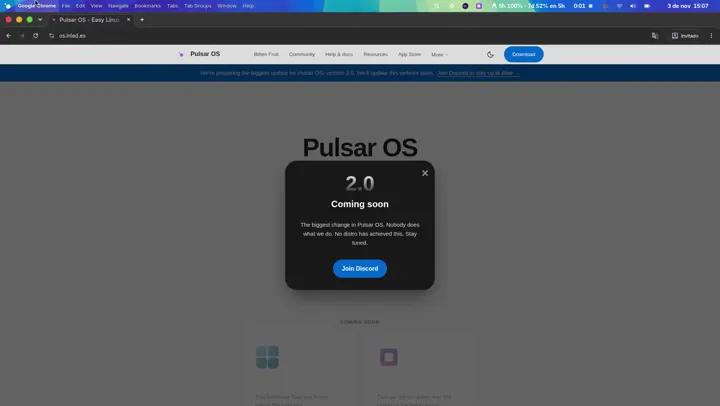 Google Chrome File Edit View Navigate Bookmarks Tabs Tab Groups Window Help
5h 100% · 7d 52% en 5h 0:01 3 de nov 15:07
Pulsar OS – Easy Linux
os.inled.es Invitado
Pulsar OS Bitten Fruit Community Help & docs Resources App Store More Download
We're preparing the biggest update for Pulsar OS: version 2.0. We'll update this website soon. Join Discord to stay up to date →
Pulsar OS
2.0
Coming soon
The biggest change in Pulsar OS. Nobody does
what we do. No distro has achieved this. Stay
tuned.
Join Discord
COMING SOON